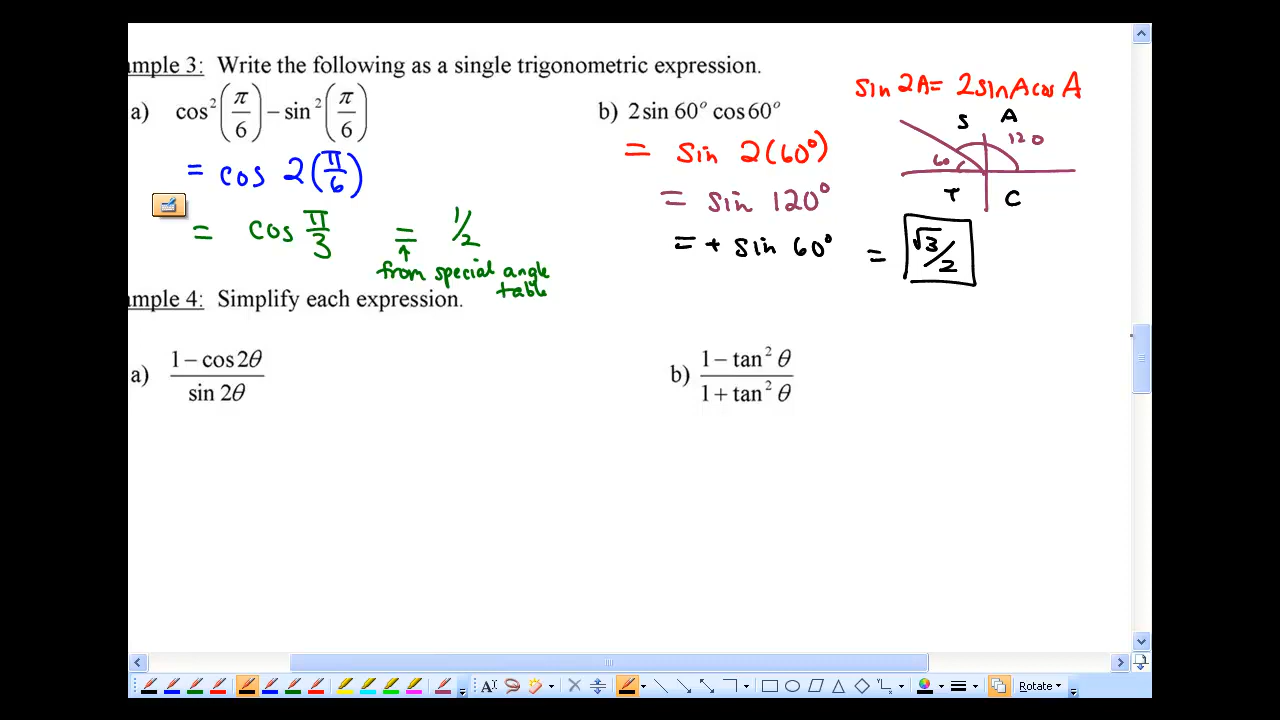 mple 3: Write the following as a single trigonometric expression.
a) cos²(π/6) − sin²(π/6)
= cos 2(π/6)
= cos π/3 = 1/2
↑
from special angle
table
b) 2 sin 60° cos 60°
= sin 2(60°)
= sin 120°
= + sin 60° = √3/2
sin 2A = 2 sin A cos A
S A
120
60
T C
mple 4: Simplify each expression.
a) (1 − cos 2θ)/(sin 2θ)
b) (1 − tan² θ)/(1 + tan² θ)
A Rotate